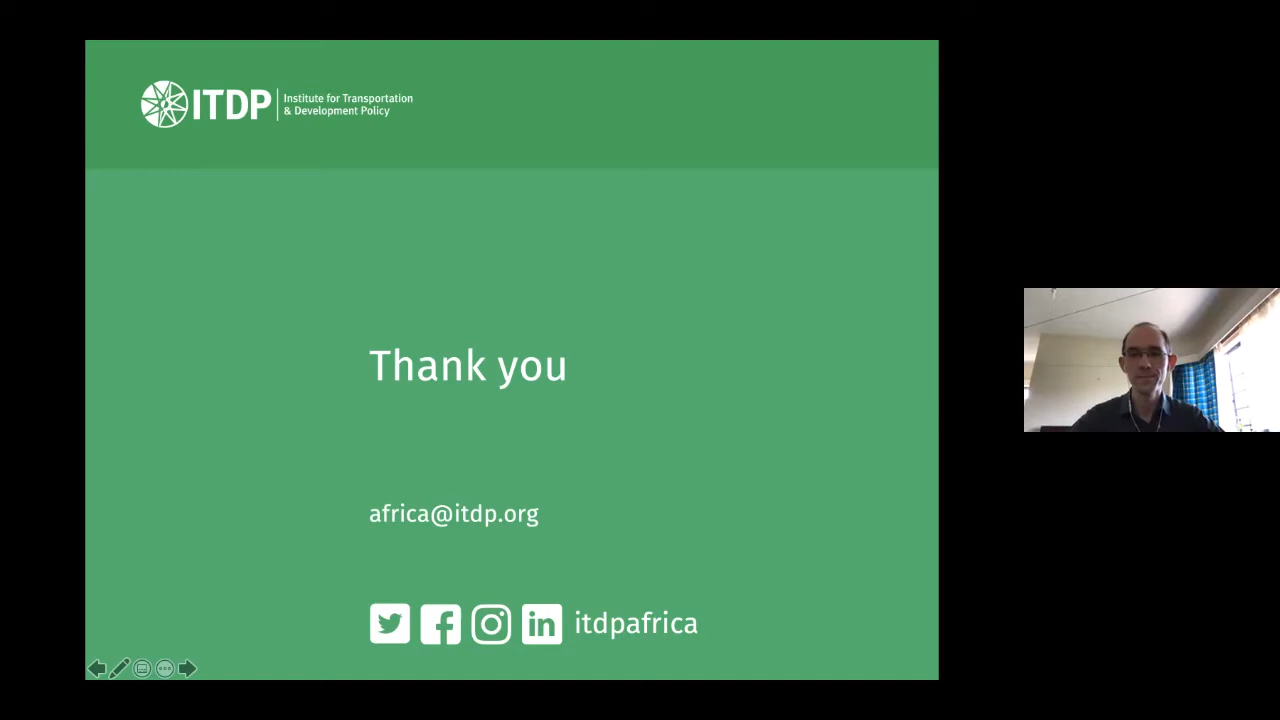 ITDP
Institute for Transportation
& Development Policy
Thank you
africa@itdp.org
itdpafrica